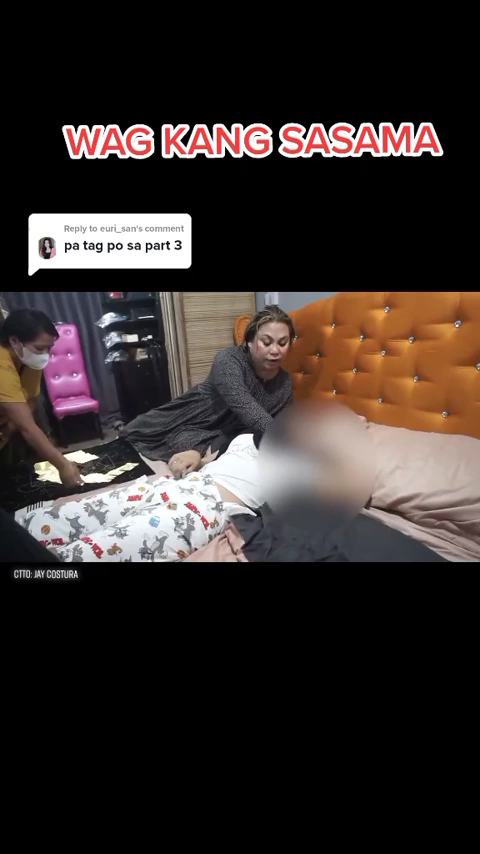 WAG KANG SASAMA
Reply to euri_san's comment
pa tag po sa part 3
CTTO: JAY COSTURA